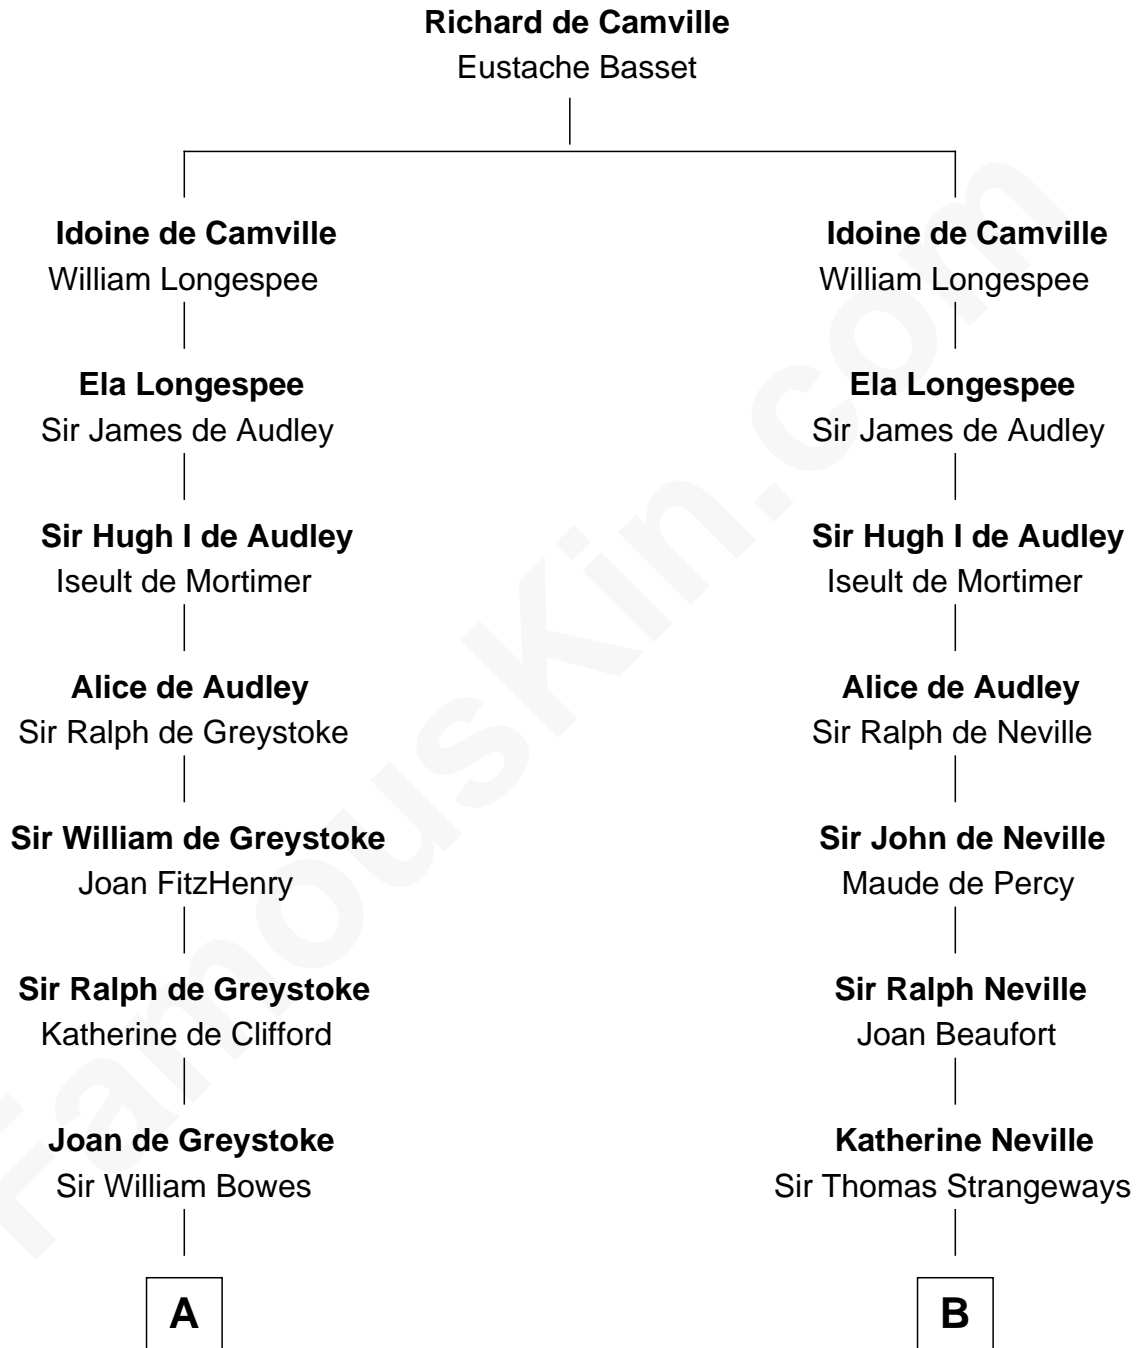 Richard de Camville
Eustache Basset
Idoine de Camville
William Longespee
Idoine de Camville
William Longespee
Ela Longespee
Sir James de Audley
Ela Longespee
Sir James de Audley
Sir Hugh I de Audley
Iseult de Mortimer
Sir Hugh I de Audley
Iseult de Mortimer
Alice de Audley
Sir Ralph de Greystoke
Alice de Audley
Sir Ralph de Neville
Sir William de Greystoke
Joan FitzHenry
Sir John de Neville
Maude de Percy
Sir Ralph de Greystoke
Katherine de Clifford
Sir Ralph Neville
Joan Beaufort
Joan de Greystoke
Sir William Bowes
Katherine Neville
Sir Thomas Strangeways
A
B
FamousKin.com